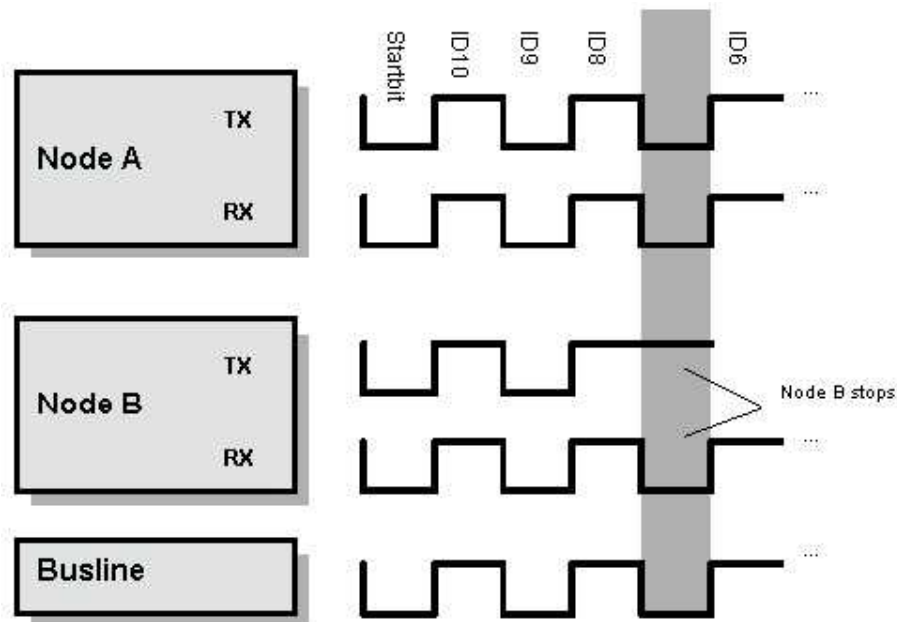 Startbit
ID10
ID9
ID8
ID6
TX
...
Node A
RX
...
TX
Node B stops
Node B
RX
...
...
Busline